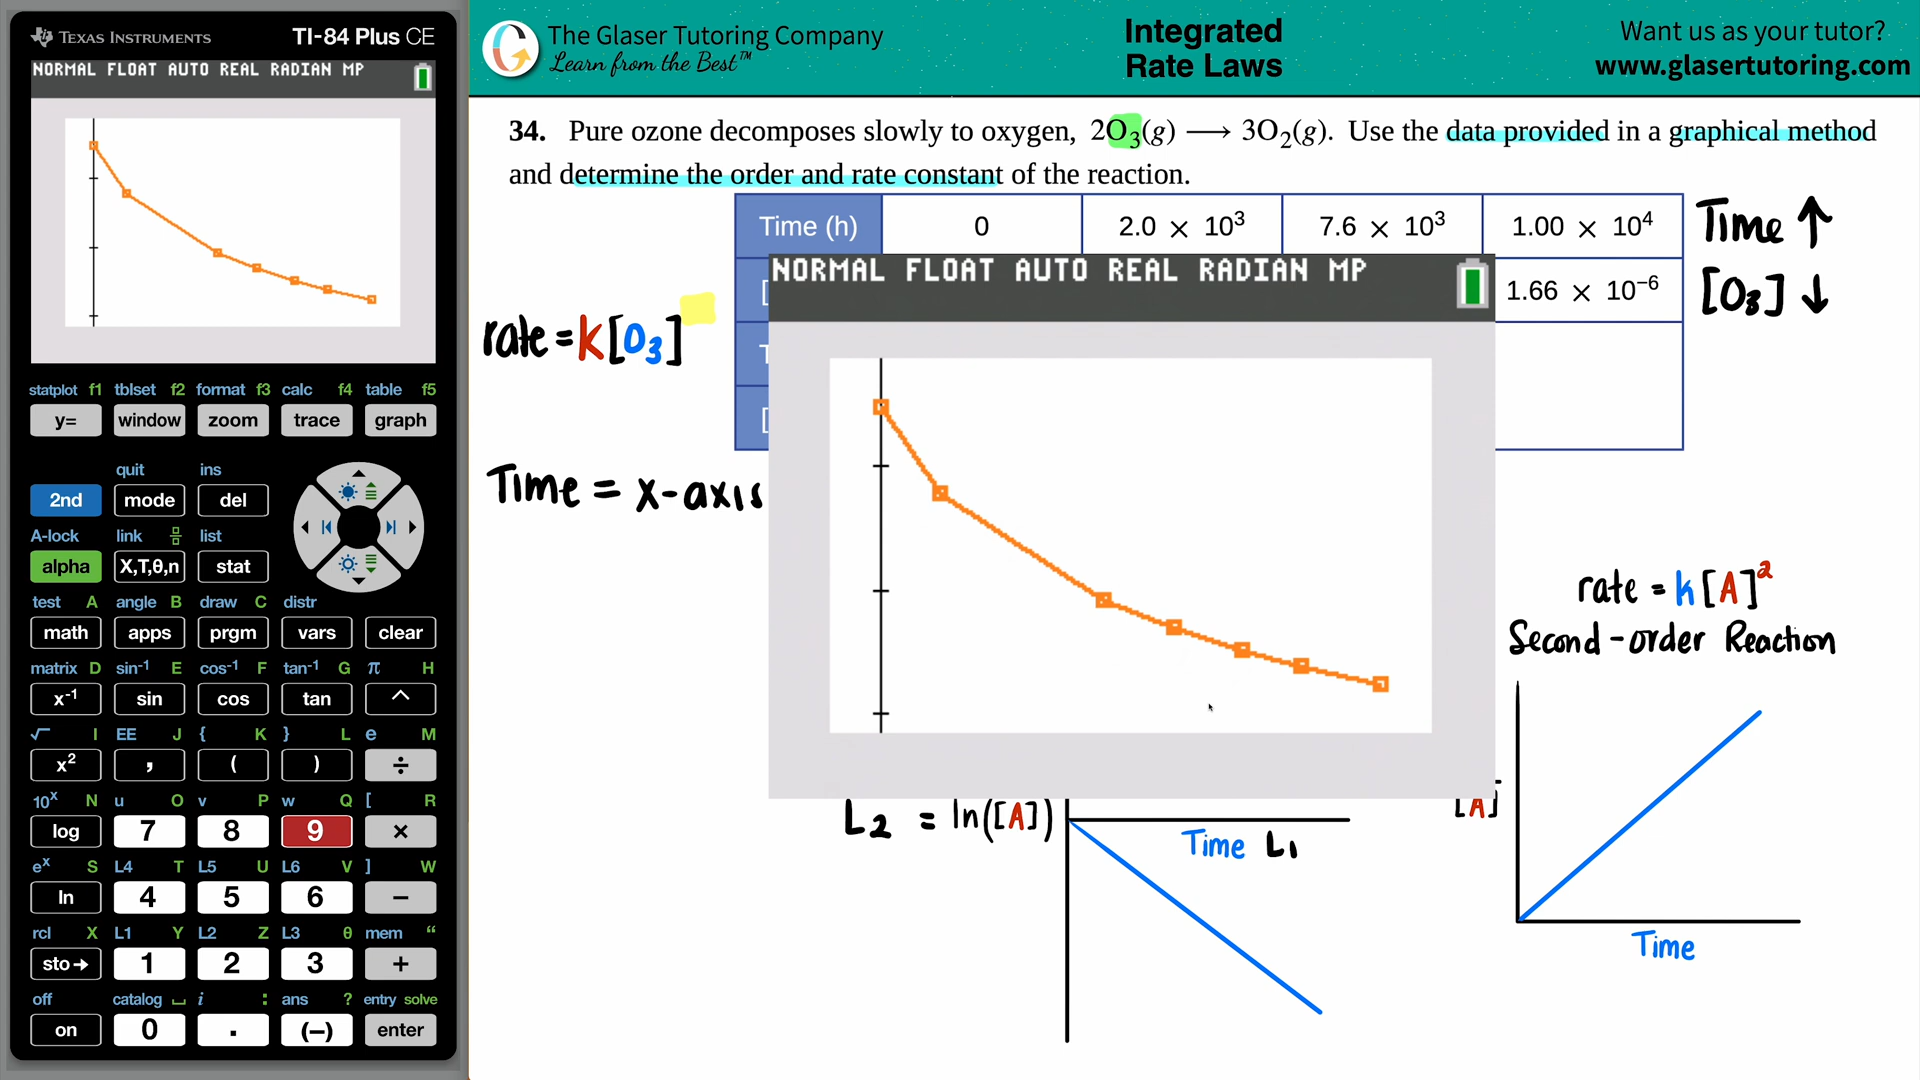 TEXAS INSTRUMENTS TI-84 Plus CE
NORMAL FLOAT AUTO REAL RADIAN MP
statplot f1 tblset f2 format f3 calc f4 table f5
y= window zoom trace graph
quit ins
2nd mode del
A-lock link list
alpha X,T,θ,n stat
test A angle B draw C distr
math apps prgm vars clear
matrix D sin⁻¹ E cos⁻¹ F tan⁻¹ G π H
x⁻¹ sin cos tan ^
√ I EE J { K } L e M
x² , ( ) ÷
10ˣ N u O v P w Q [ R
log 7 8 9 ×
eˣ S L4 T L5 U L6 V ] W
ln 4 5 6 −
rcl X L1 Y L2 Z L3 θ mem “
sto→ 1 2 3 +
off catalog ⎵ i : ans ? entry solve
on 0 . (−) enter
The Glaser Tutoring Company
Learn from the Best™
Integrated
Rate Laws
Want us as your tutor?
www.glasertutoring.com
34. Pure ozone decomposes slowly to oxygen, 2O₃(g) ⟶ 3O₂(g). Use the data provided in a graphical method
and determine the order and rate constant of the reaction.
Time (h) 0 2.0 × 10³ 7.6 × 10³ 1.00 × 10⁴
[ 1.66 × 10⁻⁶
T
[
Time ↑
[O₃] ↓
NORMAL FLOAT AUTO REAL RADIAN MP
rate = k[O₃]
Time = x-axis
rate = k[A]²
Second-order Reaction
[A]
Time
L₂ = ln([A])
Time L₁